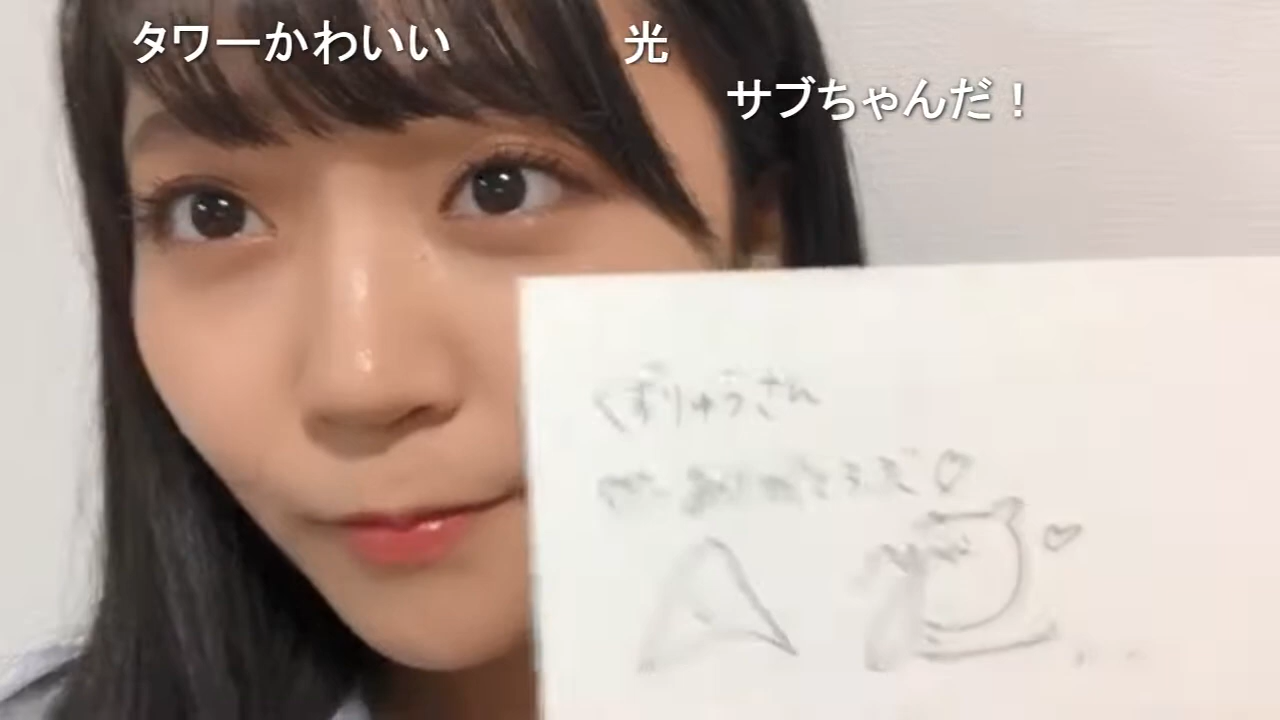 タワーかわいい
光
サブちゃんだ！
くずりゅうさん